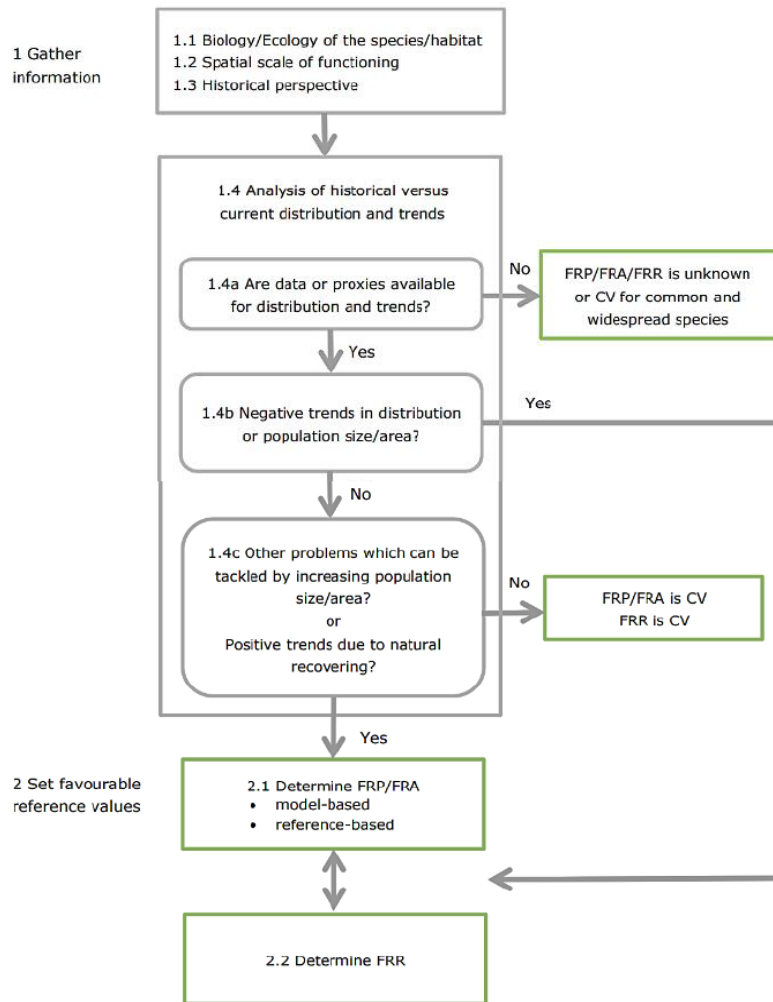 1 Gather
information
1.1 Biology/Ecology of the species/habitat
1.2 Spatial scale of functioning
1.3 Historical perspective
1.4 Analysis of historical versus
current distribution and trends
1.4a Are data or proxies available
for distribution and trends?
No
FRP/FRA/FRR is unknown
or CV for common and
widespread species
Yes
1.4b Negative trends in distribution
or population size/area?
Yes
No
1.4c Other problems which can be
tackled by increasing population
size/area?
or
Positive trends due to natural
recovering?
No
FRP/FRA is CV
FRR is CV
Yes
2 Set favourable
reference values
2.1 Determine FRP/FRA
• model-based
• reference-based
2.2 Determine FRR